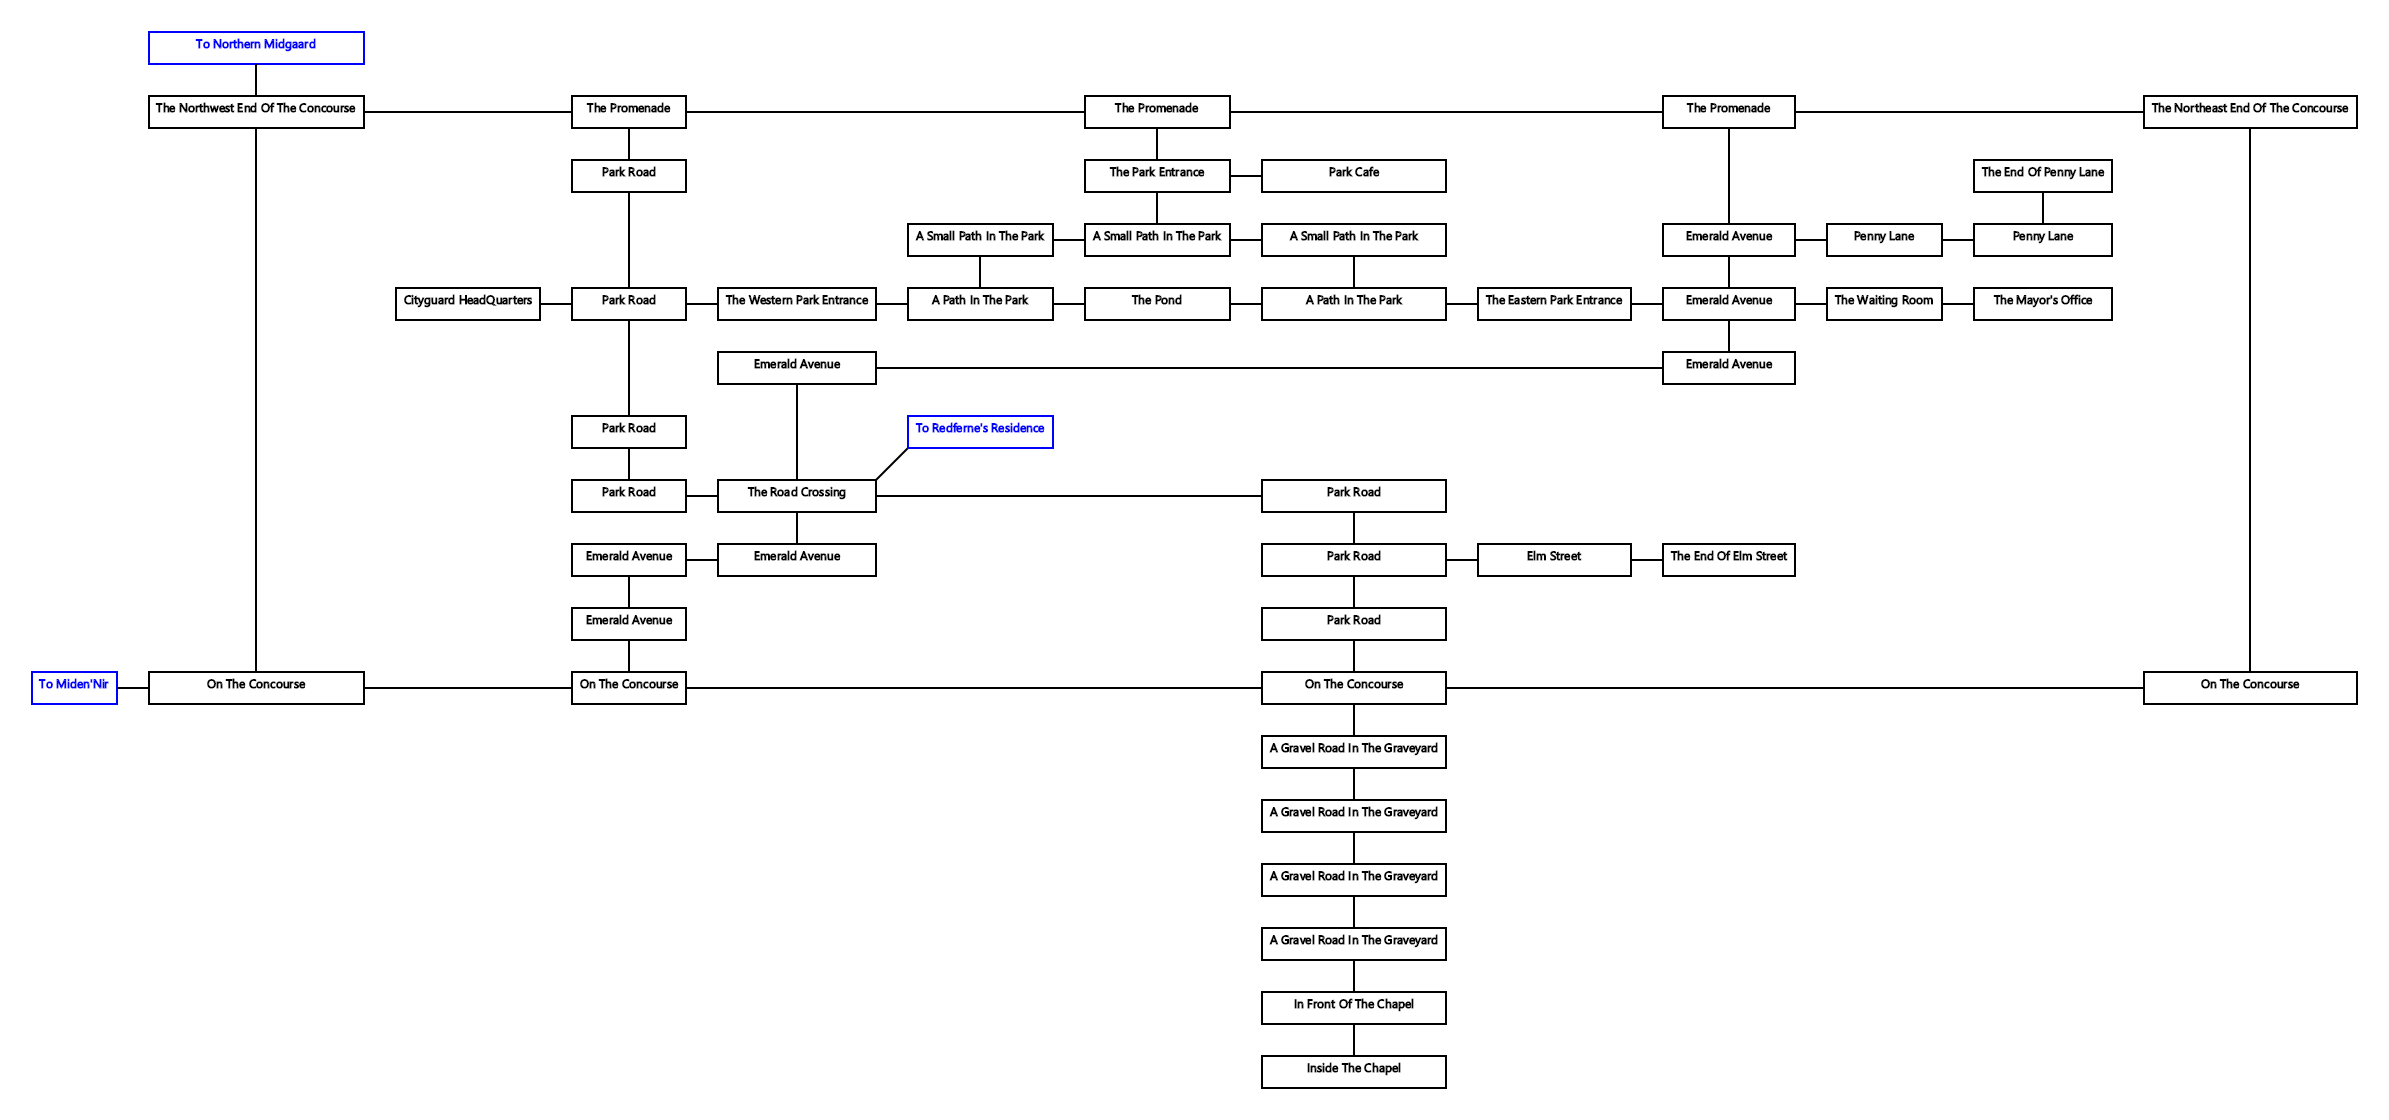 To Northern Midgaard
The Northwest End Of The Concourse
The Promenade
The Promenade
The Promenade
The Northeast End Of The Concourse
Park Road
The Park Entrance
Park Cafe
The End Of Penny Lane
A Small Path In The Park
A Small Path In The Park
A Small Path In The Park
Emerald Avenue
Penny Lane
Penny Lane
Cityguard HeadQuarters
Park Road
The Western Park Entrance
A Path In The Park
The Pond
A Path In The Park
The Eastern Park Entrance
Emerald Avenue
The Waiting Room
The Mayor's Office
Emerald Avenue
Emerald Avenue
Park Road
To Redferne's Residence
Park Road
The Road Crossing
Park Road
Emerald Avenue
Emerald Avenue
Park Road
Elm Street
The End Of Elm Street
Emerald Avenue
Park Road
To Miden'Nir
On The Concourse
On The Concourse
On The Concourse
On The Concourse
A Gravel Road In The Graveyard
A Gravel Road In The Graveyard
A Gravel Road In The Graveyard
A Gravel Road In The Graveyard
In Front Of The Chapel
Inside The Chapel